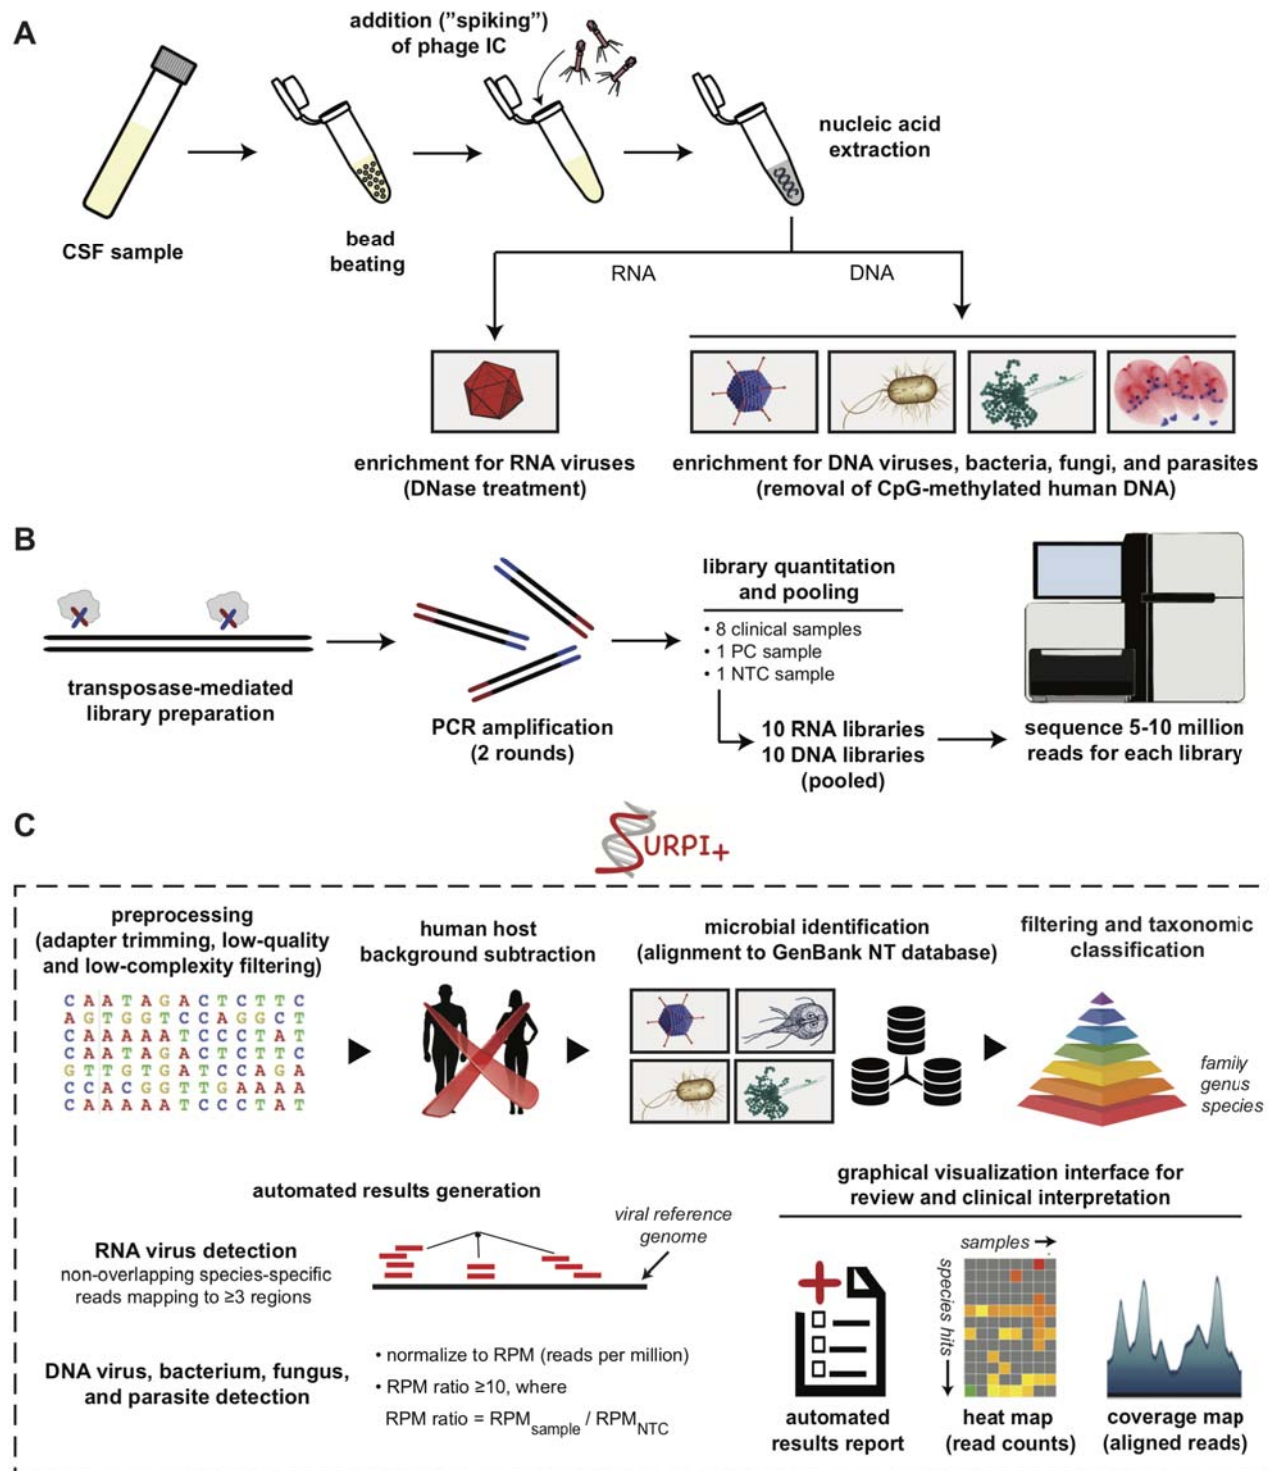 A
addition ("spiking")
of phage IC
nucleic acid
extraction
CSF sample
bead
beating
RNA
DNA
enrichment for RNA viruses
(DNase treatment)
enrichment for DNA viruses, bacteria, fungi, and parasites
(removal of CpG-methylated human DNA)
B
transposase-mediated
library preparation
PCR amplification
(2 rounds)
library quantitation
and pooling
• 8 clinical samples
• 1 PC sample
• 1 NTC sample
10 RNA libraries
10 DNA libraries
(pooled)
sequence 5-10 million
reads for each library
C
SURPI+
preprocessing
(adapter trimming, low-quality
and low-complexity filtering)
C A A T A G A C T C T T C
A G T G G T C C A G G C T
C A A A A A T C C C T A T
C A A T A G A C T C T T C
G T T G T G A T C C A G A
C C A C G G T T G A A A A
C A A A A A T C C C T A T
human host
background subtraction
microbial identification
(alignment to GenBank NT database)
filtering and taxonomic
classification
family
genus
species
automated results generation
RNA virus detection
non-overlapping species-specific
reads mapping to ≥3 regions
viral reference
genome
DNA virus, bacterium, fungus,
and parasite detection
• normalize to RPM (reads per million)
• RPM ratio ≥10, where
RPM ratio = RPMsample / RPMNTC
graphical visualization interface for
review and clinical interpretation
samples
species hits
automated
results report
heat map
(read counts)
coverage map
(aligned reads)